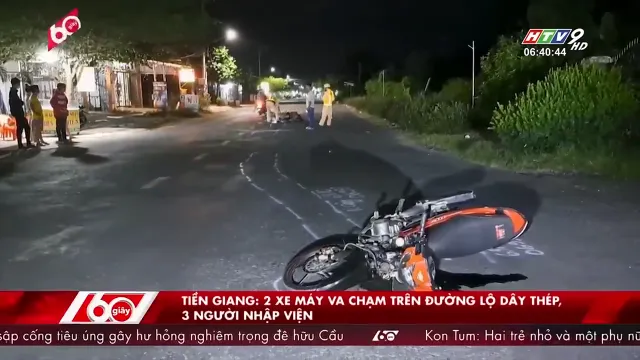 60 giây
HTV9 HD
06:40:44
60 giây
TIỀN GIANG: 2 XE MÁY VA CHẠM TRÊN ĐƯỜNG LỘ DÂY THÉP,
3 NGƯỜI NHẬP VIỆN
sập cống tiêu úng gây hư hỏng nghiêm trọng đê hữu Cầu 60 giây Kon Tum: Hai trẻ nhỏ và một phụ nữ